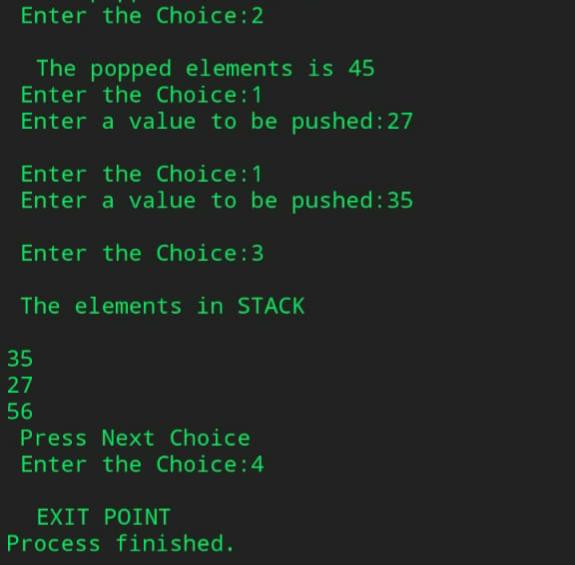 Enter the Choice:2
The popped elements is 45
Enter the Choice:1
Enter a value to be pushed:27
Enter the Choice:1
Enter a value to be pushed:35
Enter the Choice:3
The elements in STACK
35
27
56
Press Next Choice
Enter the Choice:4
EXIT POINT
Process finished.